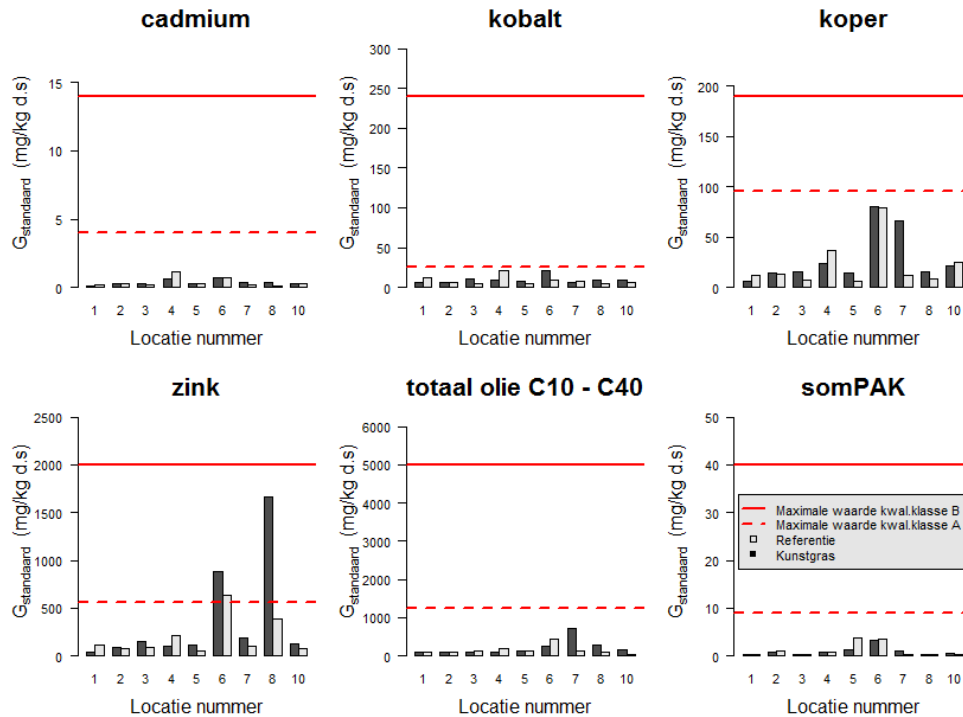 cadmium
G standaard (mg/kg d.s)
15
10
5
0
1 2 3 4 5 6 7 8 10
Locatie nummer
kobalt
G standaard (mg/kg d.s)
300
250
200
150
100
50
0
1 2 3 4 5 6 7 8 10
Locatie nummer
koper
G standaard (mg/kg d.s)
200
150
100
50
0
1 2 3 4 5 6 7 8 10
Locatie nummer
zink
G standaard (mg/kg d.s)
2500
2000
1500
1000
500
0
1 2 3 4 5 6 7 8 10
Locatie nummer
totaal olie C10 - C40
G standaard (mg/kg d.s)
6000
5000
4000
3000
2000
1000
0
1 2 3 4 5 6 7 8 10
Locatie nummer
somPAK
G standaard (mg/kg d.s)
50
40
30
20
10
0
Maximale waarde kwal.klasse B
Maximale waarde kwal.klasse A
Referentie
Kunstgras
1 2 3 4 5 6 7 8 10
Locatie nummer